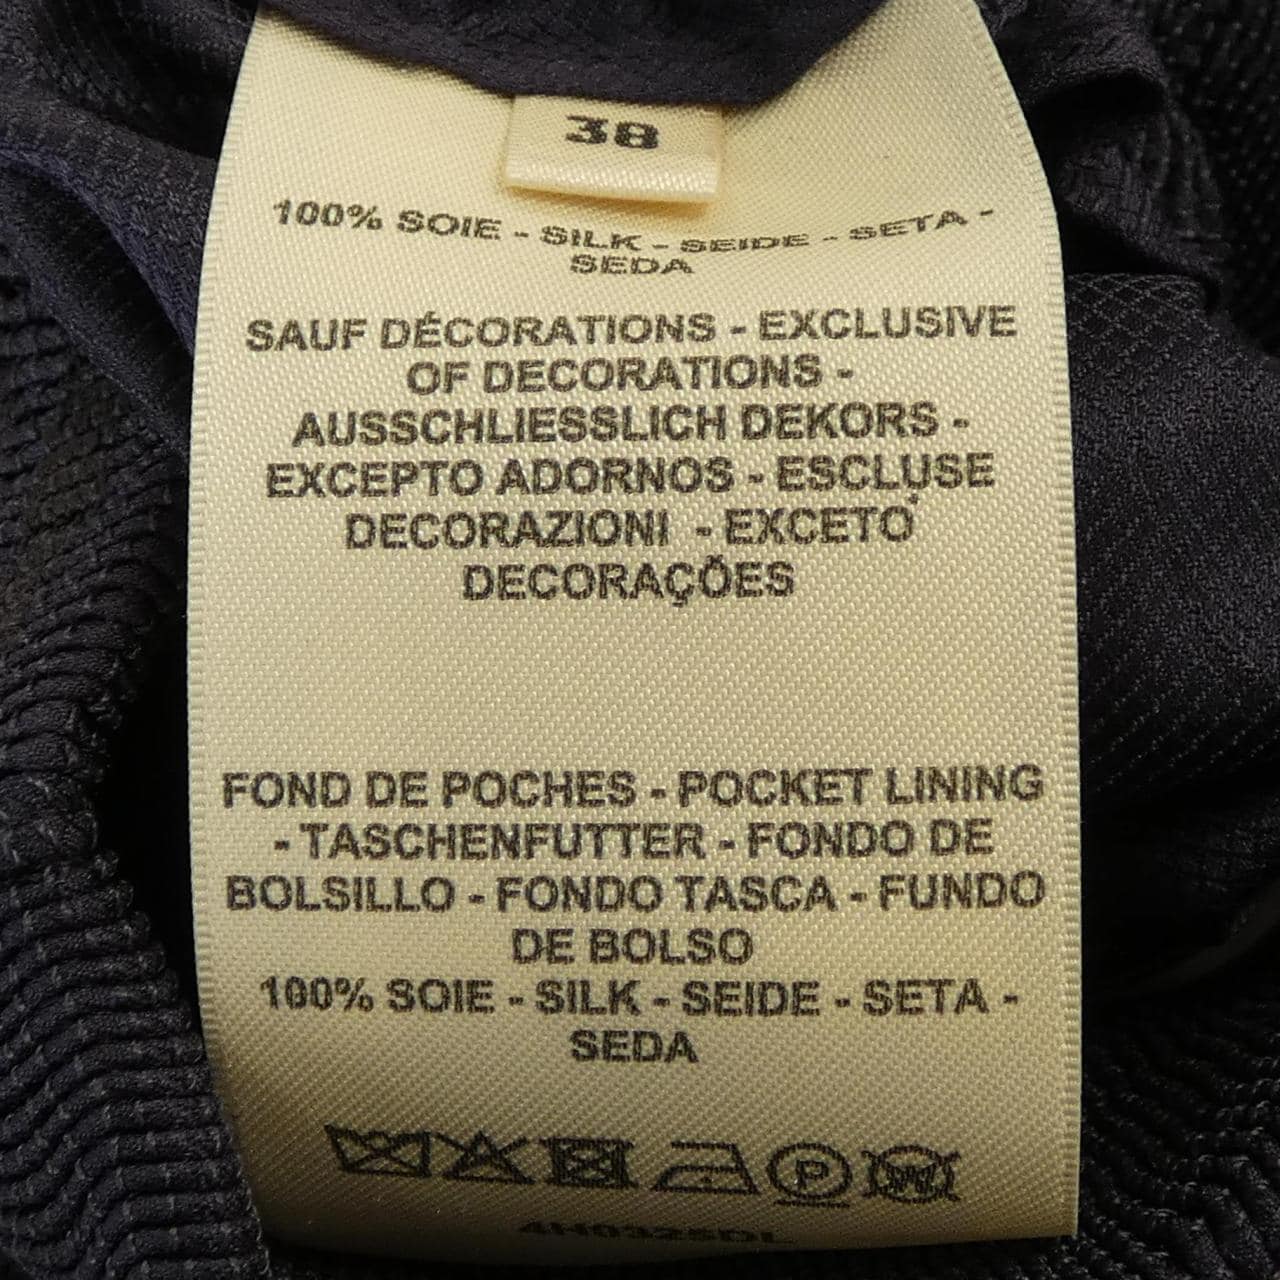 38
100% SOIE - SILK - SEIDE - SETA -
SEDA
SAUF DÉCORATIONS - EXCLUSIVE
OF DECORATIONS -
AUSSCHLIESSLICH DEKORS -
EXCEPTO ADORNOS - ESCLUSE
DECORAZIONI - EXCETO
DECORAÇÕES
FOND DE POCHES - POCKET LINING
- TASCHENFUTTER - FONDO DE
BOLSILLO - FONDO TASCA - FUNDO
DE BOLSO
100% SOIE - SILK - SEIDE - SETA -
SEDA
P
W